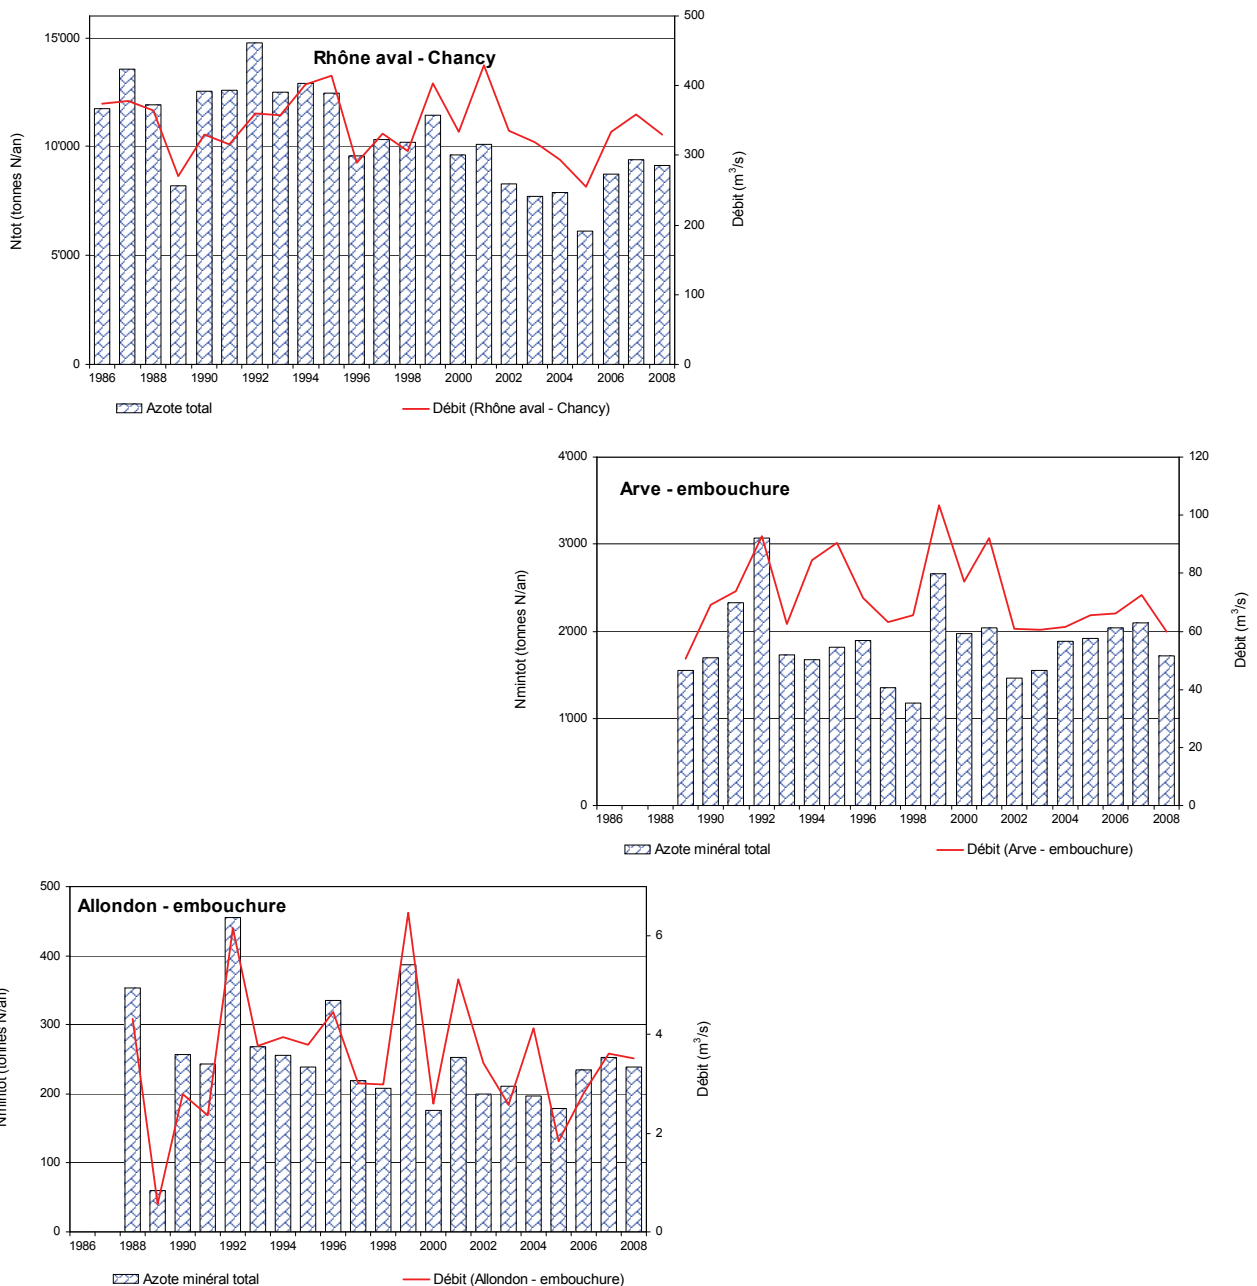 Rhône aval - Chancy
15'000
10'000
5'000
0
Ntot (tonnes N/an)
500
400
300
200
100
0
Débit (m³/s)
1986 1988 1990 1992 1994 1996 1998 2000 2002 2004 2006 2008
Azote total Débit (Rhône aval - Chancy)
Arve - embouchure
4'000
3'000
2'000
1'000
0
Nmintot (tonnes N/an)
120
100
80
60
40
20
0
Débit (m³/s)
1986 1988 1990 1992 1994 1996 1998 2000 2002 2004 2006 2008
Azote minéral total Débit (Arve - embouchure)
Allondon - embouchure
500
400
300
200
100
0
Nmintot (tonnes N/an)
6
4
2
0
Débit (m³/s)
1986 1988 1990 1992 1994 1996 1998 2000 2002 2004 2006 2008
Azote minéral total Débit (Allondon - embouchure)